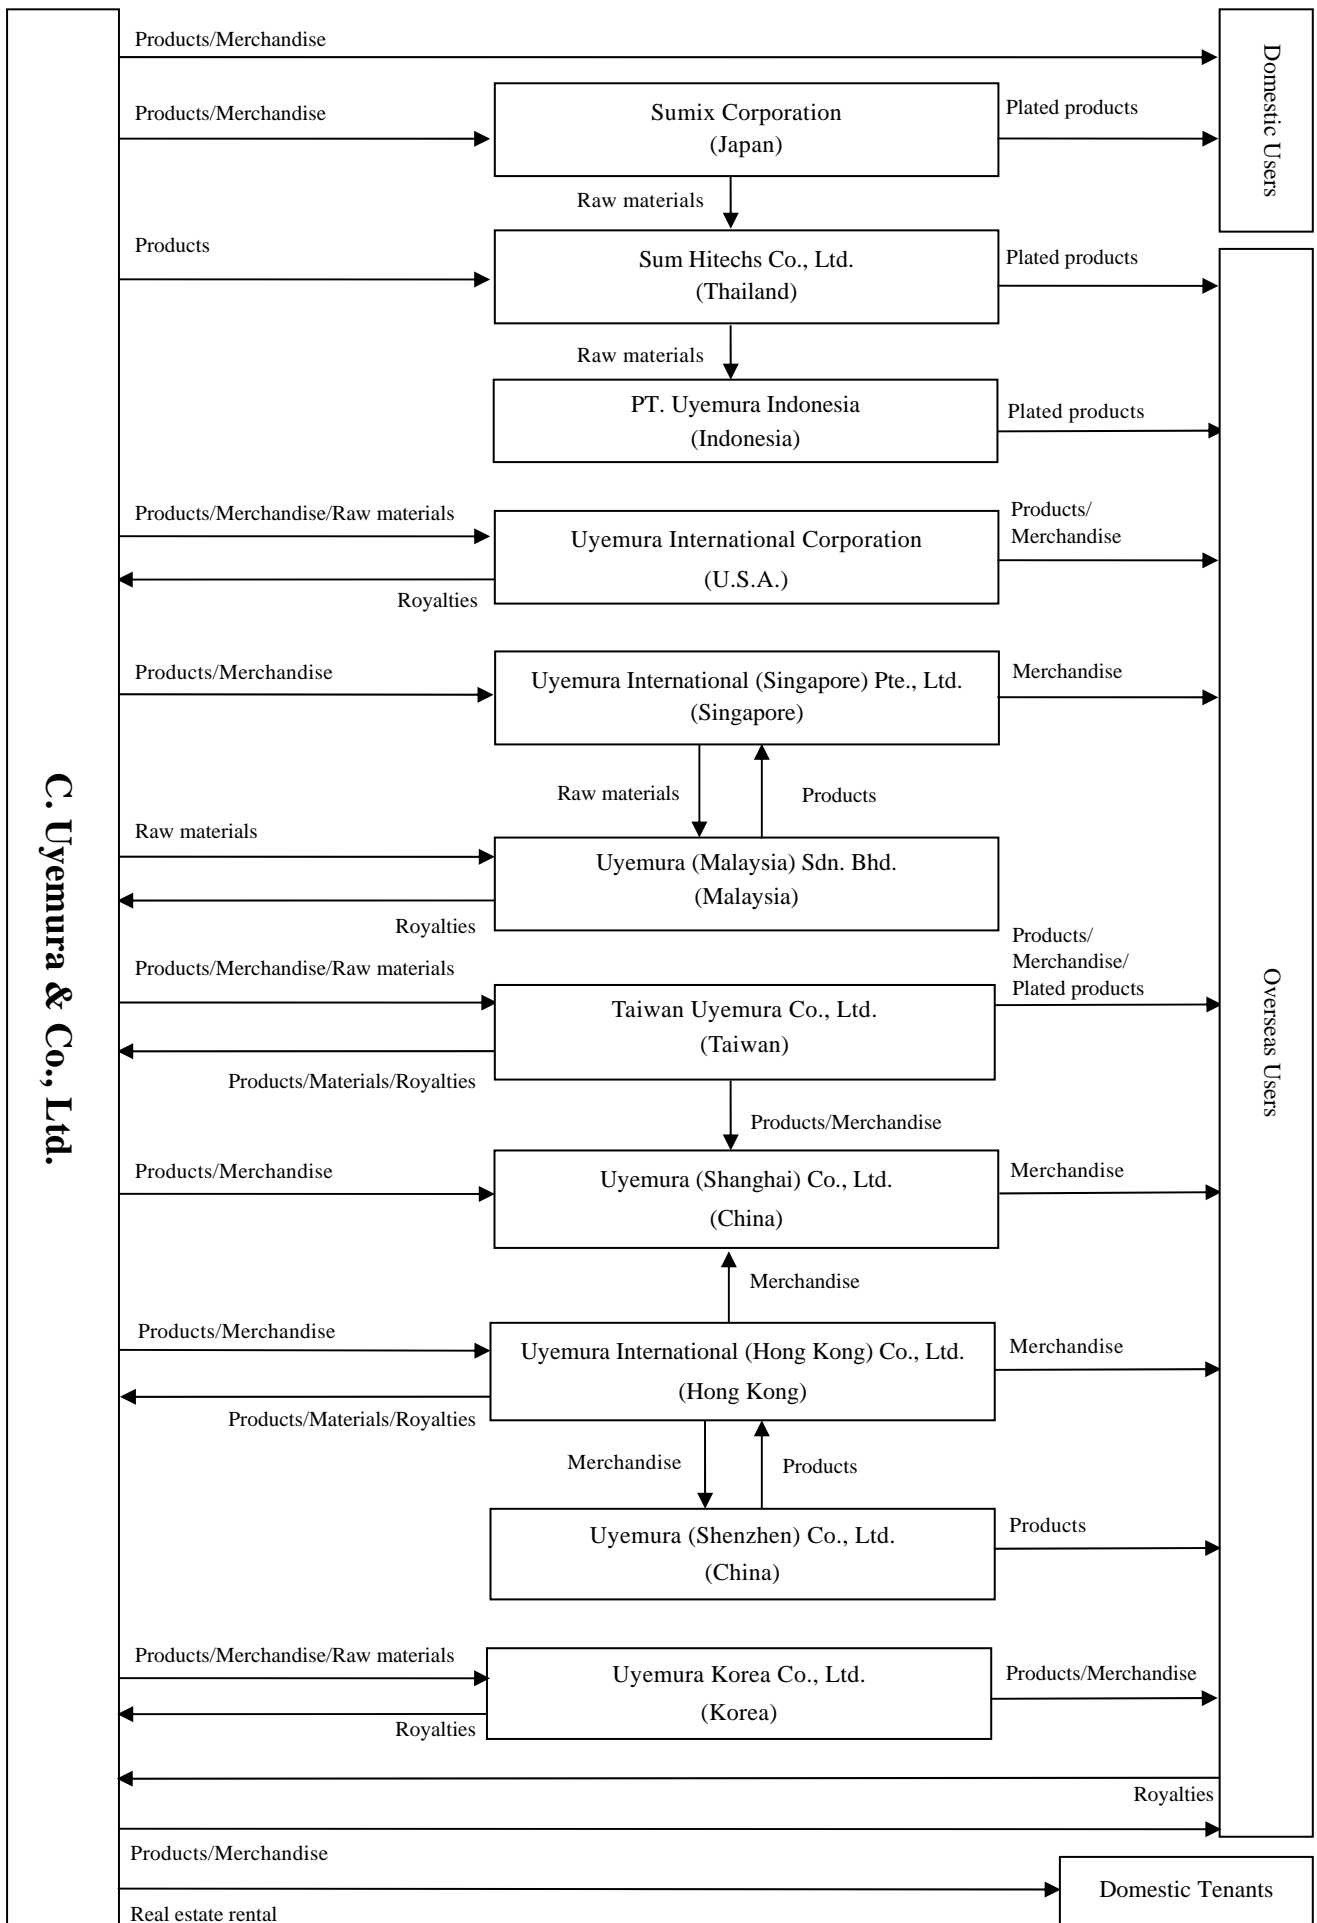 Products/Merchandise
Domestic Users
Products/Merchandise
Sumix Corporation
(Japan)
Plated products
Raw materials
Products
Sum Hitechs Co., Ltd.
(Thailand)
Plated products
Raw materials
PT. Uyemura Indonesia
(Indonesia)
Plated products
Products/Merchandise/Raw materials
Uyemura International Corporation
(U.S.A.)
Products/
Merchandise
Royalties
Products/Merchandise
Uyemura International (Singapore) Pte., Ltd.
(Singapore)
Merchandise
Raw materials
Products
C. Uyemura & Co., Ltd.
Raw materials
Uyemura (Malaysia) Sdn. Bhd.
(Malaysia)
Royalties
Overseas Users
Products/Merchandise/Raw materials
Taiwan Uyemura Co., Ltd.
(Taiwan)
Products/
Merchandise/
Plated products
Products/Materials/Royalties
Products/Merchandise
Products/Merchandise
Uyemura (Shanghai) Co., Ltd.
(China)
Merchandise
Merchandise
Products/Merchandise
Uyemura International (Hong Kong) Co., Ltd.
(Hong Kong)
Merchandise
Products/Materials/Royalties
Merchandise
Products
Uyemura (Shenzhen) Co., Ltd.
(China)
Products
Products/Merchandise/Raw materials
Uyemura Korea Co., Ltd.
(Korea)
Products/Merchandise
Royalties
Royalties
Products/Merchandise
Domestic Tenants
Real estate rental